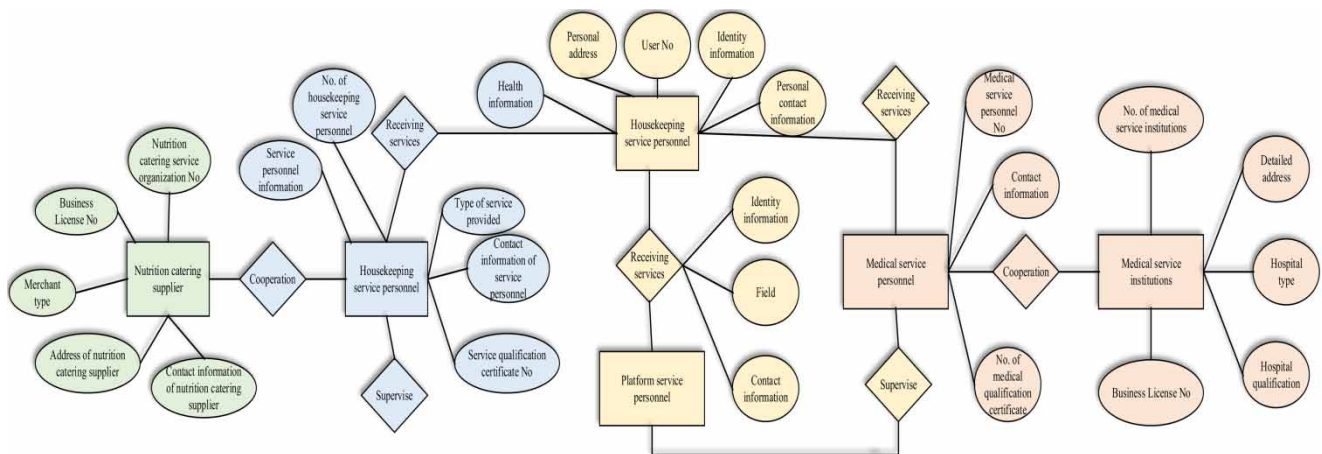 Nutrition
catering service
organization No
Business
License No
Merchant
type
Nutrition catering
supplier
Address of nutrition
catering supplier
Contact information
of nutrition catering
supplier
Cooperation
No. of
housekeeping
service
personnel
Service
personnel
information
Receiving
services
Housekeeping
service personnel
Type of service
provided
Contact
information of
service personnel
Service qualification
certificate No
Supervise
Health
information
Personal
address
User No
Identity
information
Personal
contact
information
Housekeeping
service personnel
Receiving
services
Identity
information
Field
Contact
information
Platform service
personnel
Receiving
services
Medical
service
personnel
No
Contact
information
Medical service
personnel
No. of
medical
qualification
certificate
Supervise
Cooperation
No. of medical
service institutions
Medical service
institutions
Business License No
Detailed
address
Hospital
type
Hospital
qualification